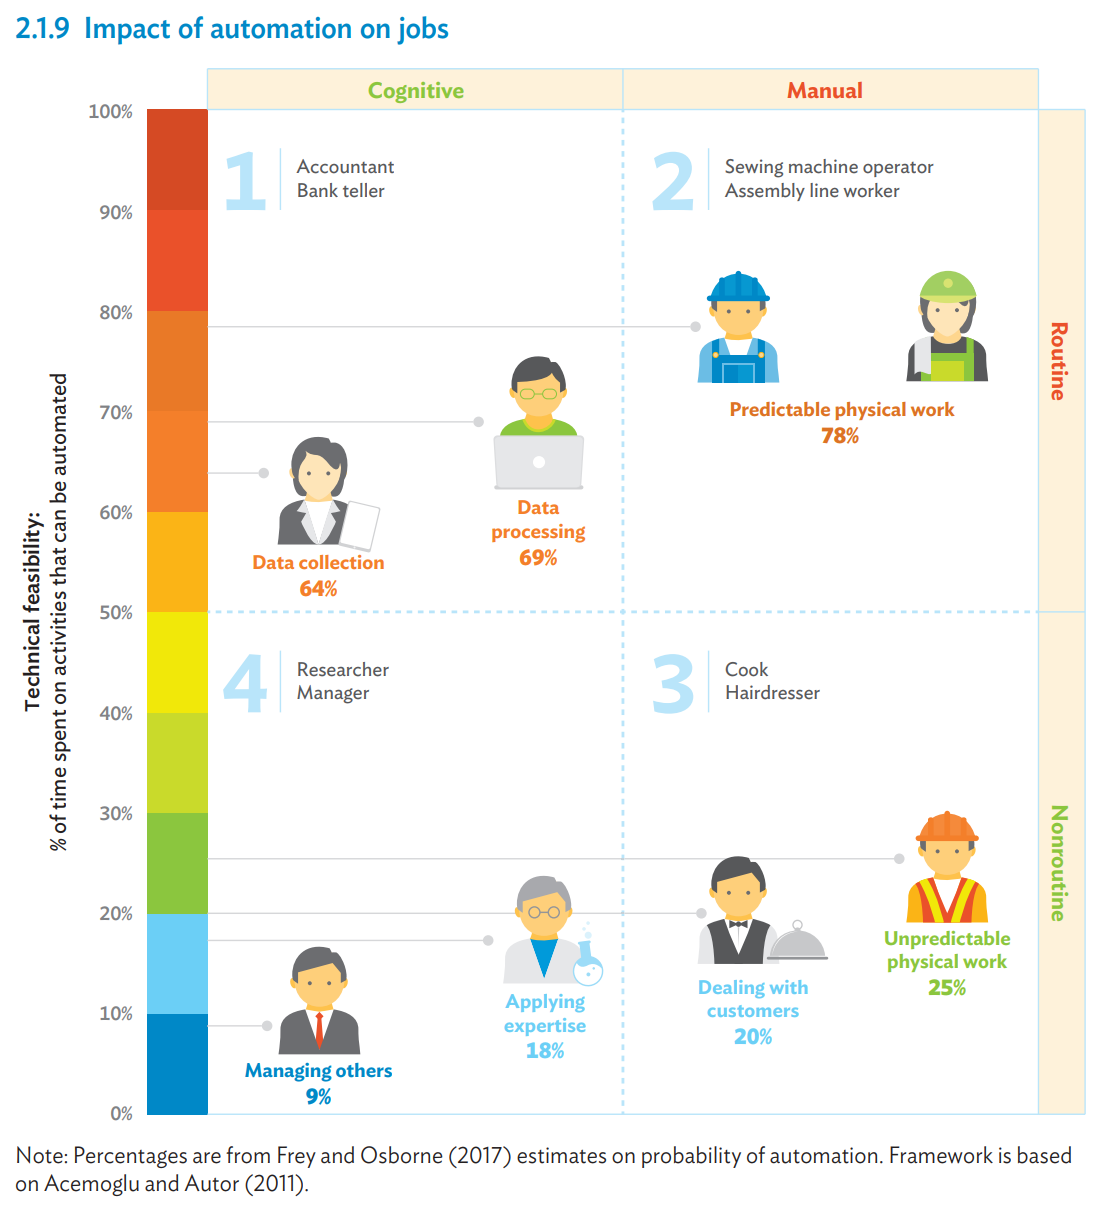 2.1.9 Impact of automation on jobs
Cognitive
Manual
Technical feasibility:
% of time spent on activities that can be automated
100%
90%
80%
70%
60%
50%
40%
30%
20%
10%
0%
1
Accountant
Bank teller
2
Sewing machine operator
Assembly line worker
Routine
Predictable physical work
78%
Data
processing
69%
Data collection
64%
4
Researcher
Manager
3
Cook
Hairdresser
Nonroutine
Unpredictable
physical work
25%
Dealing with
customers
20%
Applying
expertise
18%
Managing others
9%
Note: Percentages are from Frey and Osborne (2017) estimates on probability of automation. Framework is based
on Acemoglu and Autor (2011).